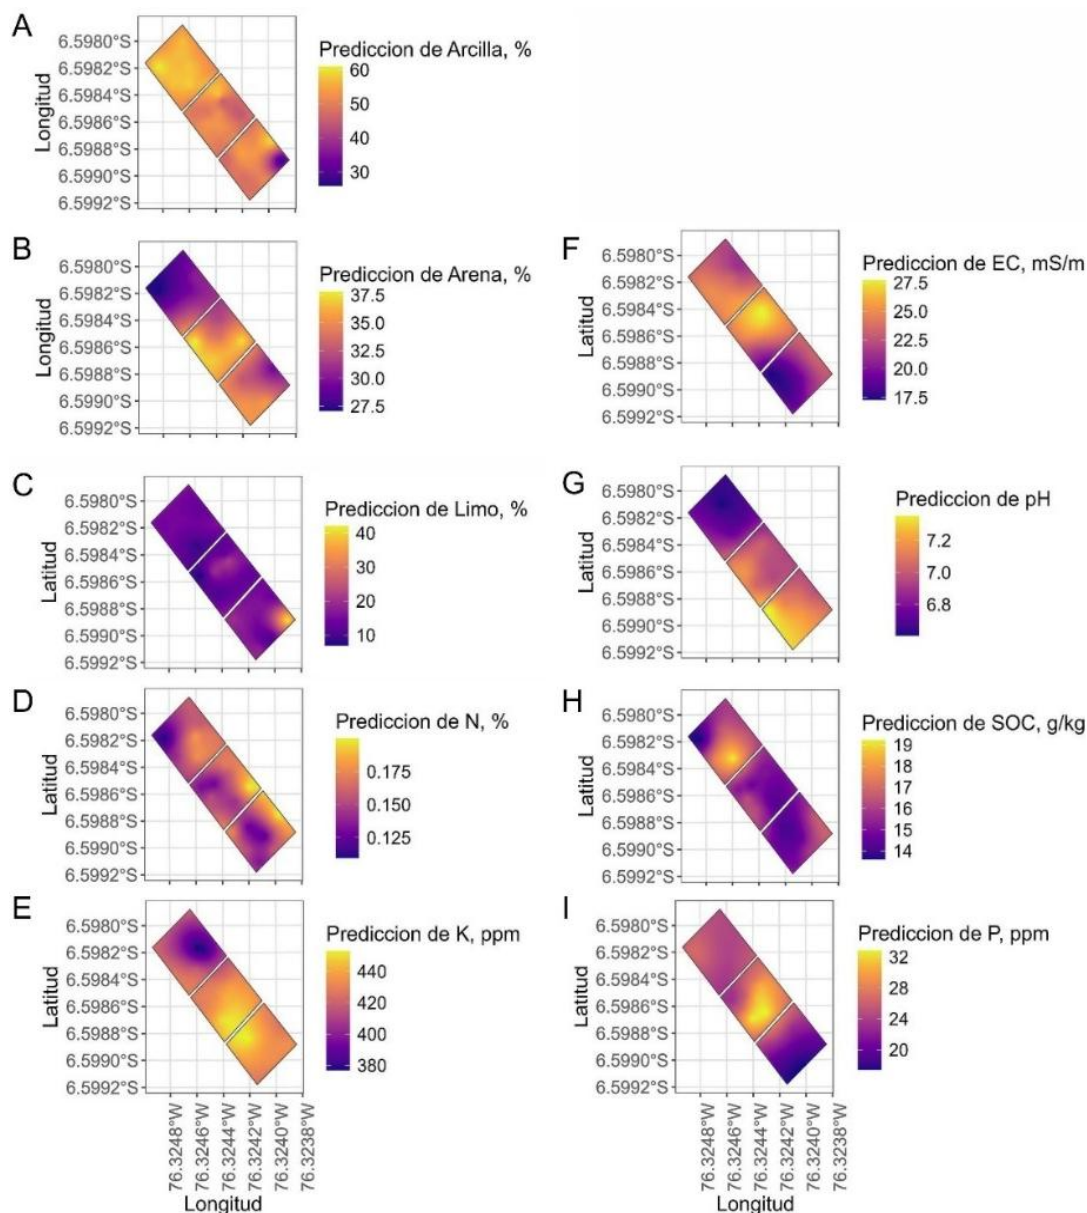 A
Prediccion de Arcilla, %
60
50
40
30
6.5980°S
6.5982°S
6.5984°S
6.5986°S
6.5988°S
6.5990°S
6.5992°S
Longitud
B
Prediccion de Arena, %
37.5
35.0
32.5
30.0
27.5
6.5980°S
6.5982°S
6.5984°S
6.5986°S
6.5988°S
6.5990°S
6.5992°S
Longitud
C
Prediccion de Limo, %
40
30
20
10
6.5980°S
6.5982°S
6.5984°S
6.5986°S
6.5988°S
6.5990°S
6.5992°S
Latitud
D
Prediccion de N, %
0.175
0.150
0.125
6.5980°S
6.5982°S
6.5984°S
6.5986°S
6.5988°S
6.5990°S
6.5992°S
Latitud
E
Prediccion de K, ppm
440
420
400
380
6.5980°S
6.5982°S
6.5984°S
6.5986°S
6.5988°S
6.5990°S
6.5992°S
Latitud
76.3248°W
76.3246°W
76.3244°W
76.3242°W
76.3240°W
76.3238°W
Longitud
F
Prediccion de EC, mS/m
27.5
25.0
22.5
20.0
17.5
6.5980°S
6.5982°S
6.5984°S
6.5986°S
6.5988°S
6.5990°S
6.5992°S
Latitud
G
Prediccion de pH
7.2
7.0
6.8
6.5980°S
6.5982°S
6.5984°S
6.5986°S
6.5988°S
6.5990°S
6.5992°S
Latitud
H
Prediccion de SOC, g/kg
19
18
17
16
15
14
6.5980°S
6.5982°S
6.5984°S
6.5986°S
6.5988°S
6.5990°S
6.5992°S
Latitud
I
Prediccion de P, ppm
32
28
24
20
6.5980°S
6.5982°S
6.5984°S
6.5986°S
6.5988°S
6.5990°S
6.5992°S
Latitud
76.3248°W
76.3246°W
76.3244°W
76.3242°W
76.3240°W
76.3238°W
Longitud